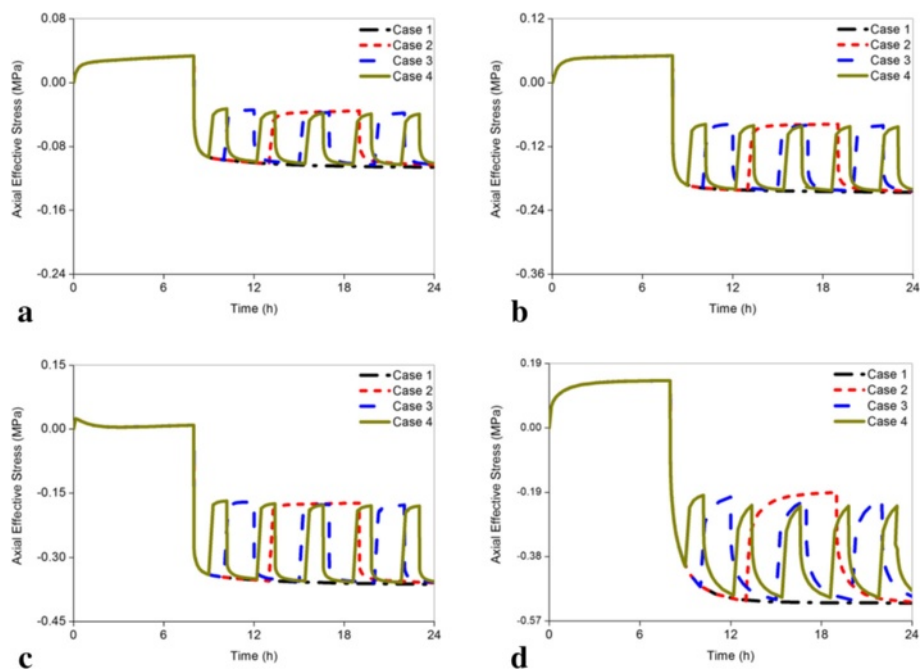 0.08
0.00
-0.08
-0.16
-0.24
Axial Effective Stress (MPa)
Case 1
Case 2
Case 3
Case 4
0
6
12
18
24
Time (h)
a
0.12
0.00
-0.12
-0.24
-0.36
Axial Effective Stress (MPa)
Case 1
Case 2
Case 3
Case 4
0
6
12
18
24
Time (h)
b
0.15
0.00
-0.15
-0.30
-0.45
Axial Effective Stress (MPa)
Case 1
Case 2
Case 3
Case 4
0
6
12
18
24
Time (h)
c
0.19
0.00
-0.19
-0.38
-0.57
Axial Effective Stress (MPa)
Case 1
Case 2
Case 3
Case 4
0
6
12
18
24
Time (h)
d